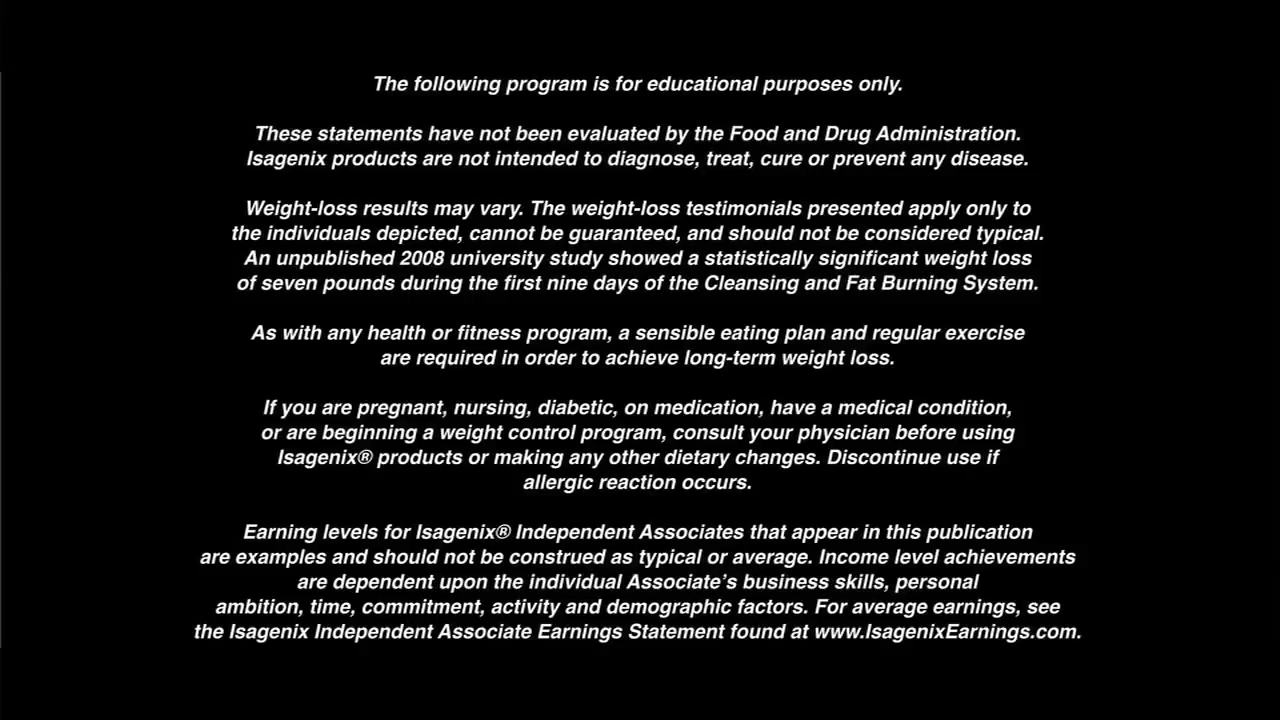 The following program is for educational purposes only.
These statements have not been evaluated by the Food and Drug Administration.
Isagenix products are not intended to diagnose, treat, cure or prevent any disease.
Weight-loss results may vary. The weight-loss testimonials presented apply only to
the individuals depicted, cannot be guaranteed, and should not be considered typical.
An unpublished 2008 university study showed a statistically significant weight loss
of seven pounds during the first nine days of the Cleansing and Fat Burning System.
As with any health or fitness program, a sensible eating plan and regular exercise
are required in order to achieve long-term weight loss.
If you are pregnant, nursing, diabetic, on medication, have a medical condition,
or are beginning a weight control program, consult your physician before using
Isagenix® products or making any other dietary changes. Discontinue use if
allergic reaction occurs.
Earning levels for Isagenix® Independent Associates that appear in this publication
are examples and should not be construed as typical or average. Income level achievements
are dependent upon the individual Associate's business skills, personal
ambition, time, commitment, activity and demographic factors. For average earnings, see
the Isagenix Independent Associate Earnings Statement found at www.IsagenixEarnings.com.